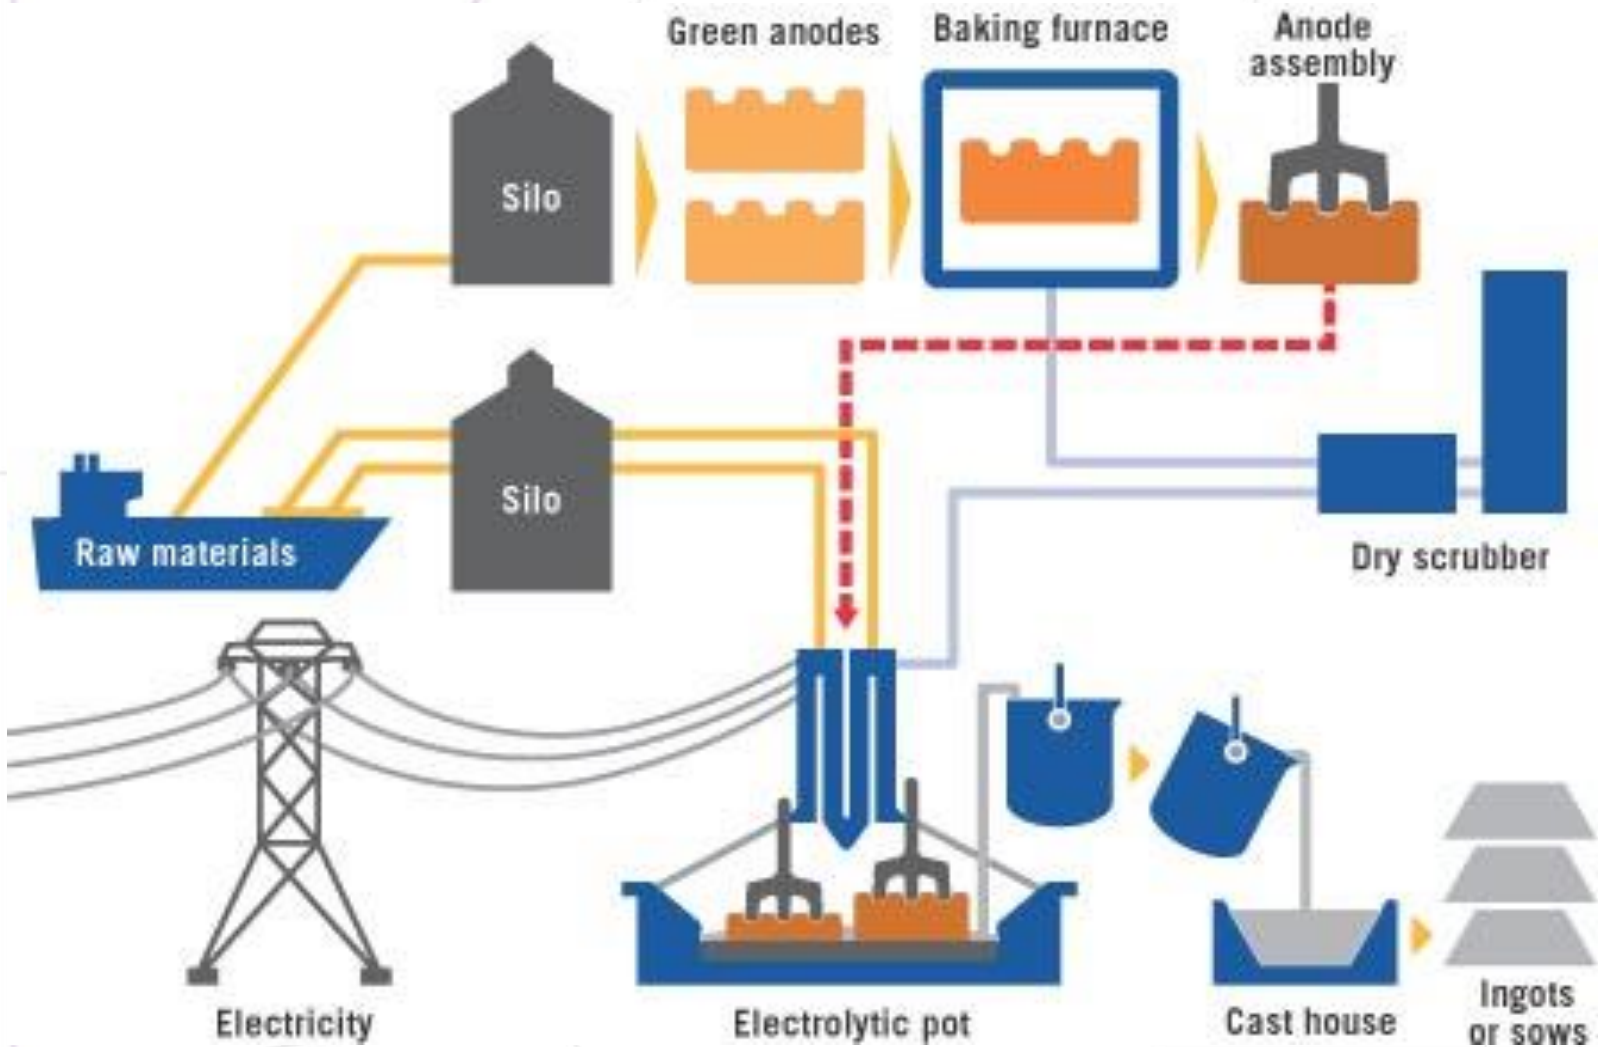 Green anodes
Baking furnace
Anode
assembly
Silo
Silo
Raw materials
Dry scrubber
Electricity
Electrolytic pot
Cast house
Ingots
or sows